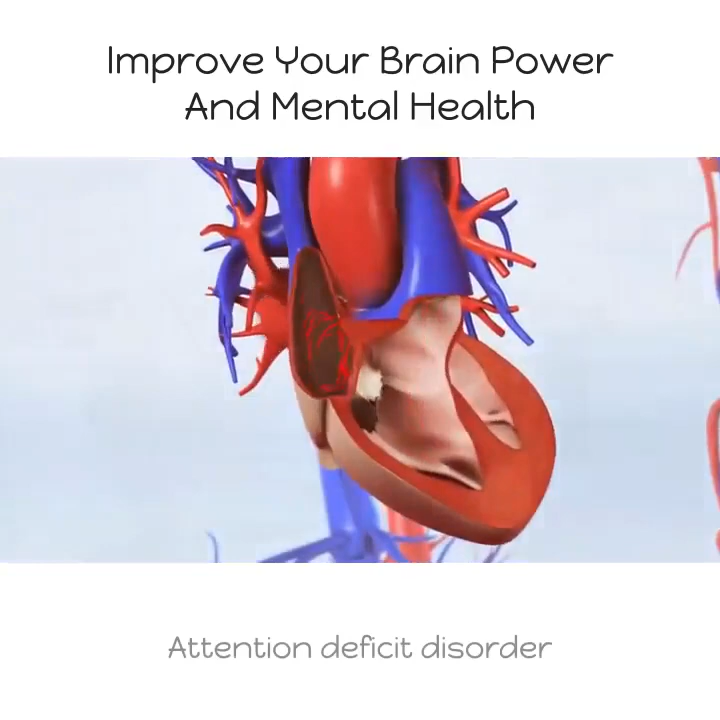 Improve Your Brain Power
And Mental Health
Attention deficit disorder